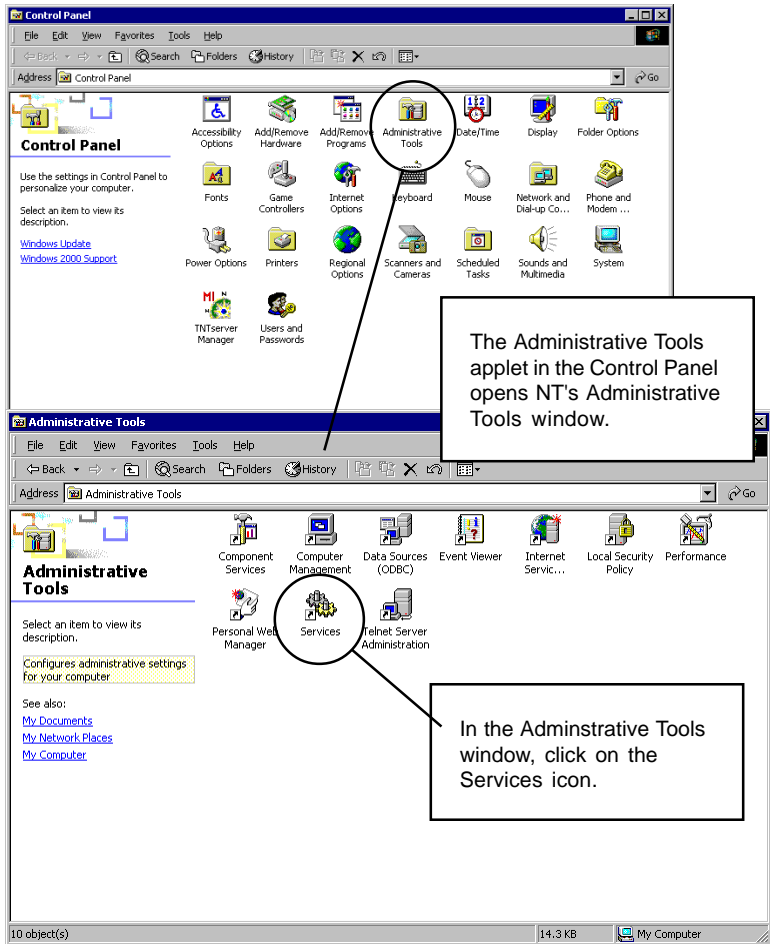 Control Panel
File Edit View Favorites Tools Help
Back Search Folders History
Address Control Panel Go
Control Panel
Use the settings in Control Panel to
personalize your computer.
Select an item to view its
description.
Windows Update
Windows 2000 Support
Accessibility
Options
Add/Remove
Hardware
Add/Remove
Programs
Administrative
Tools
Date/Time
Display
Folder Options
Fonts
Game
Controllers
Internet
Options
Keyboard
Mouse
Network and
Dial-up Co...
Phone and
Modem ...
Power Options
Printers
Regional
Options
Scanners and
Cameras
Scheduled
Tasks
Sounds and
Multimedia
System
MI
N
TNTserver
Manager
Users and
Passwords
The Administrative Tools
applet in the Control Panel
opens NT's Administrative
Tools window.
Administrative Tools
File Edit View Favorites Tools Help
Back Search Folders History
Address Administrative Tools Go
Administrative
Tools
Select an item to view its
description.
Configures administrative settings
for your computer
See also:
My Documents
My Network Places
My Computer
Component
Services
Computer
Management
Data Sources
(ODBC)
Event Viewer
Internet
Servic...
Local Security
Policy
Performance
Personal Web
Manager
Services
Telnet Server
Administration
In the Adminstrative Tools
window, click on the
Services icon.
10 object(s) 14.3 KB My Computer